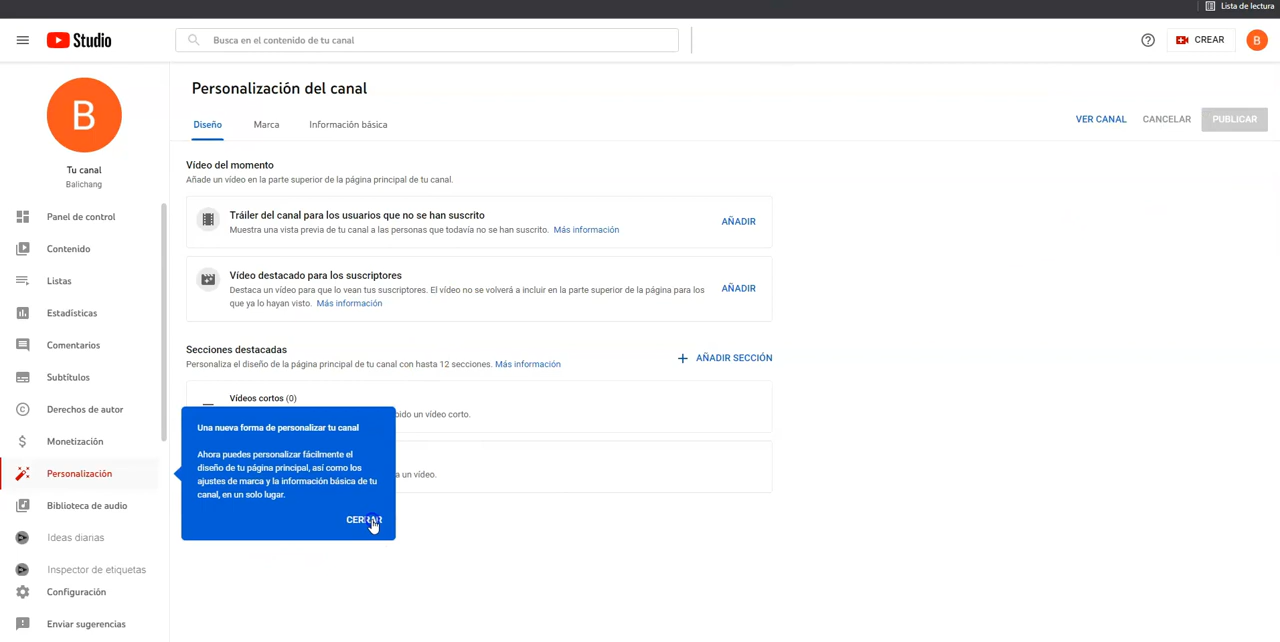 Lista de lectura
Studio
Busca en el contenido de tu canal
CREAR
B
B
Tu canal
Balichang
Panel de control
Contenido
Listas
Estadísticas
Comentarios
Subtítulos
Derechos de autor
Monetización
Personalización
Biblioteca de audio
Ideas diarias
Inspector de etiquetas
Configuración
Enviar sugerencias
Personalización del canal
Diseño Marca Información básica
VER CANAL CANCELAR PUBLICAR
Vídeo del momento
Añade un vídeo en la parte superior de la página principal de tu canal.
Tráiler del canal para los usuarios que no se han suscrito
Muestra una vista previa de tu canal a las personas que todavía no se han suscrito. Más información
AÑADIR
Vídeo destacado para los suscriptores
Destaca un vídeo para que lo vean tus suscriptores. El vídeo no se volverá a incluir en la parte superior de la página para los
que ya lo hayan visto. Más información
AÑADIR
Secciones destacadas
Personaliza el diseño de la página principal de tu canal con hasta 12 secciones. Más información
AÑADIR SECCIÓN
Vídeos cortos (0)
bido un vídeo corto.
a un vídeo.
Una nueva forma de personalizar tu canal
Ahora puedes personalizar fácilmente el
diseño de tu página principal, así como los
ajustes de marca y la información básica de tu
canal, en un solo lugar.
CERRAR